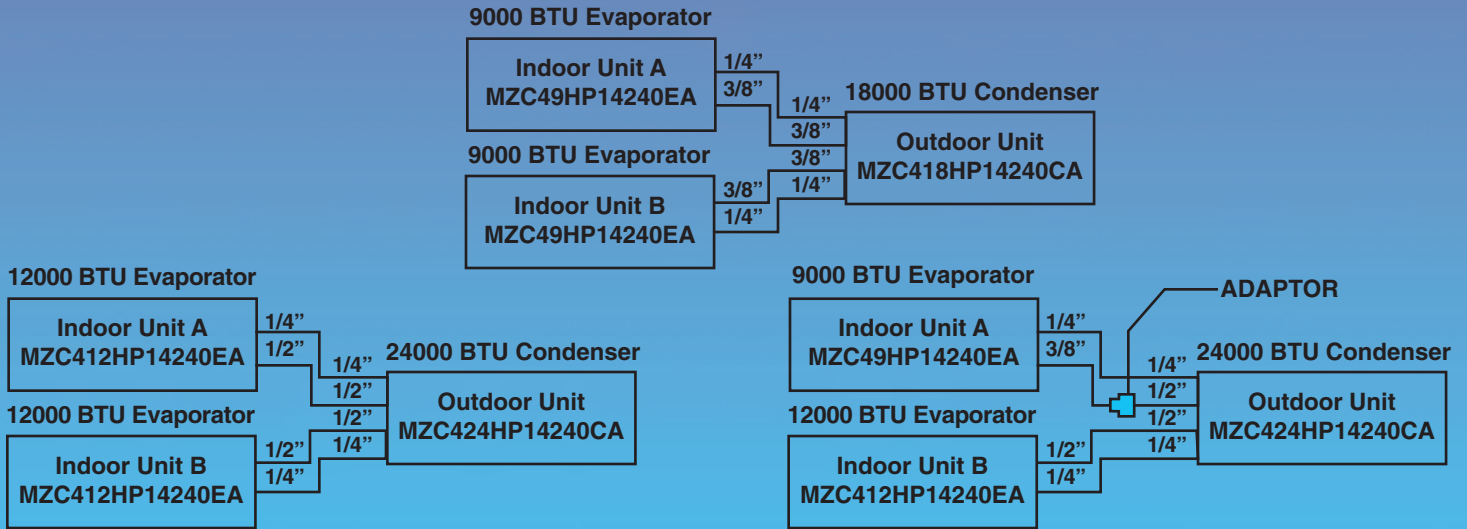 9000 BTU Evaporator
Indoor Unit A
MZC49HP14240EA
1/4”
3/8”
18000 BTU Condenser
1/4”
3/8”
3/8”
1/4”
Outdoor Unit
MZC418HP14240CA
9000 BTU Evaporator
Indoor Unit B
MZC49HP14240EA
3/8”
1/4”
12000 BTU Evaporator
Indoor Unit A
MZC412HP14240EA
1/4”
1/2”
24000 BTU Condenser
1/4”
1/2”
1/2”
1/4”
Outdoor Unit
MZC424HP14240CA
12000 BTU Evaporator
Indoor Unit B
MZC412HP14240EA
1/2”
1/4”
9000 BTU Evaporator
Indoor Unit A
MZC49HP14240EA
1/4”
3/8”
ADAPTOR
24000 BTU Condenser
1/4”
1/2”
1/2”
1/4”
Outdoor Unit
MZC424HP14240CA
12000 BTU Evaporator
Indoor Unit B
MZC412HP14240EA
1/2”
1/4”